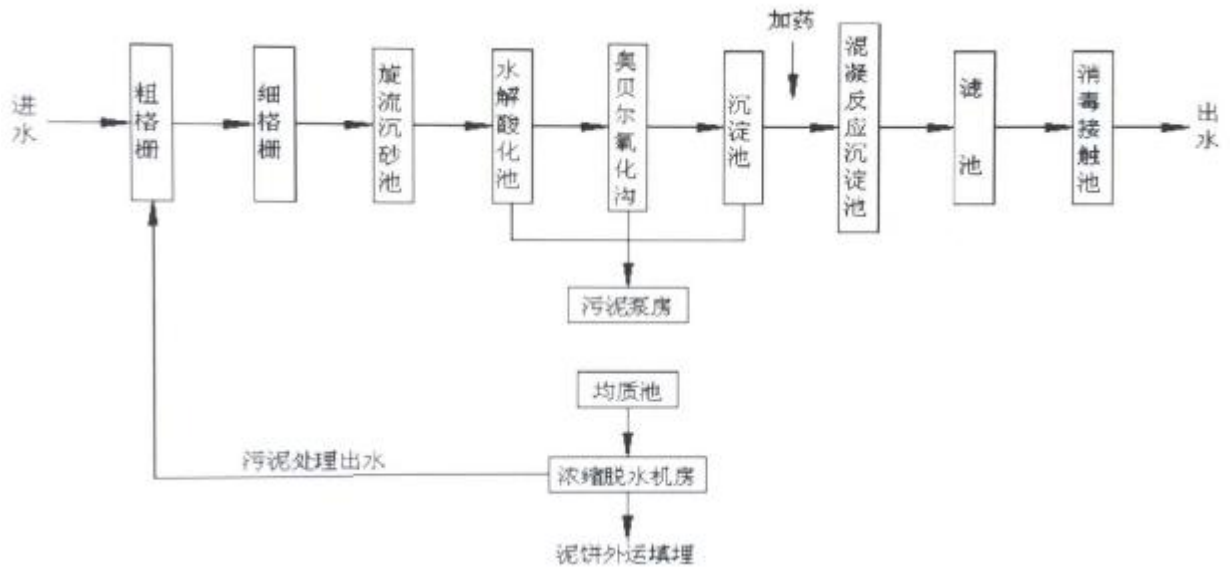 加药
进水
粗格栅
细格栅
旋流沉砂池
水解酸化池
奥贝尔氧化沟
沉淀池
混凝反应沉淀池
滤池
消毒接触池
出水
污泥泵房
均质池
污泥处理出水
浓缩脱水机房
泥饼外运填埋